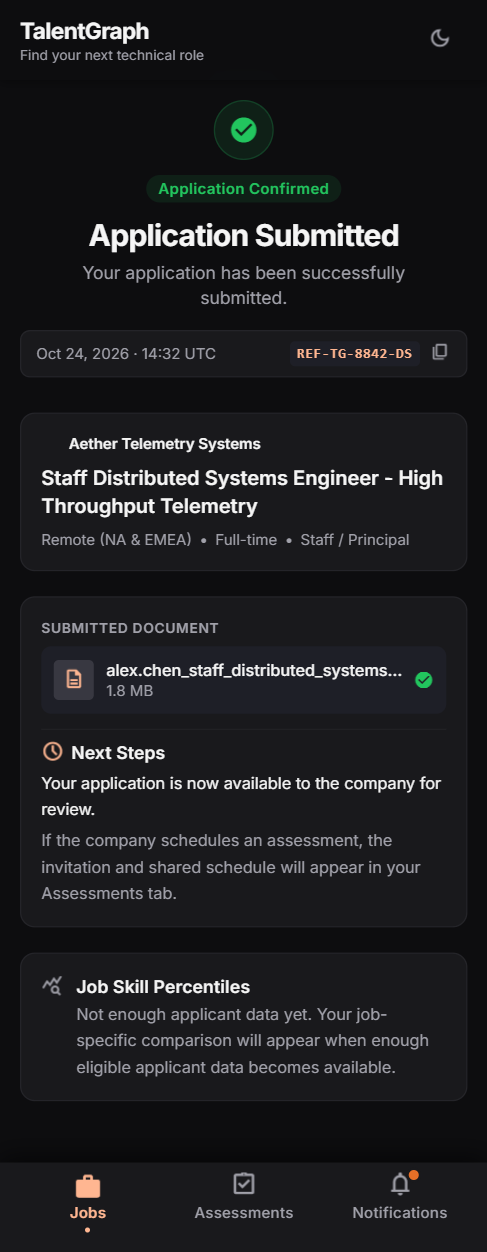 TalentGraph
Find your next technical role
Application Confirmed
Application Submitted
Your application has been successfully
submitted.
Oct 24, 2026 · 14:32 UTC
REF-TG-8842-DS
Aether Telemetry Systems
Staff Distributed Systems Engineer - High
Throughput Telemetry
Remote (NA & EMEA) • Full-time • Staff / Principal
SUBMITTED DOCUMENT
alex.chen_staff_distributed_systems...
1.8 MB
Next Steps
Your application is now available to the company for
review.
If the company schedules an assessment, the
invitation and shared schedule will appear in your
Assessments tab.
Job Skill Percentiles
Not enough applicant data yet. Your job-
specific comparison will appear when enough
eligible applicant data becomes available.
Jobs
Assessments
Notifications